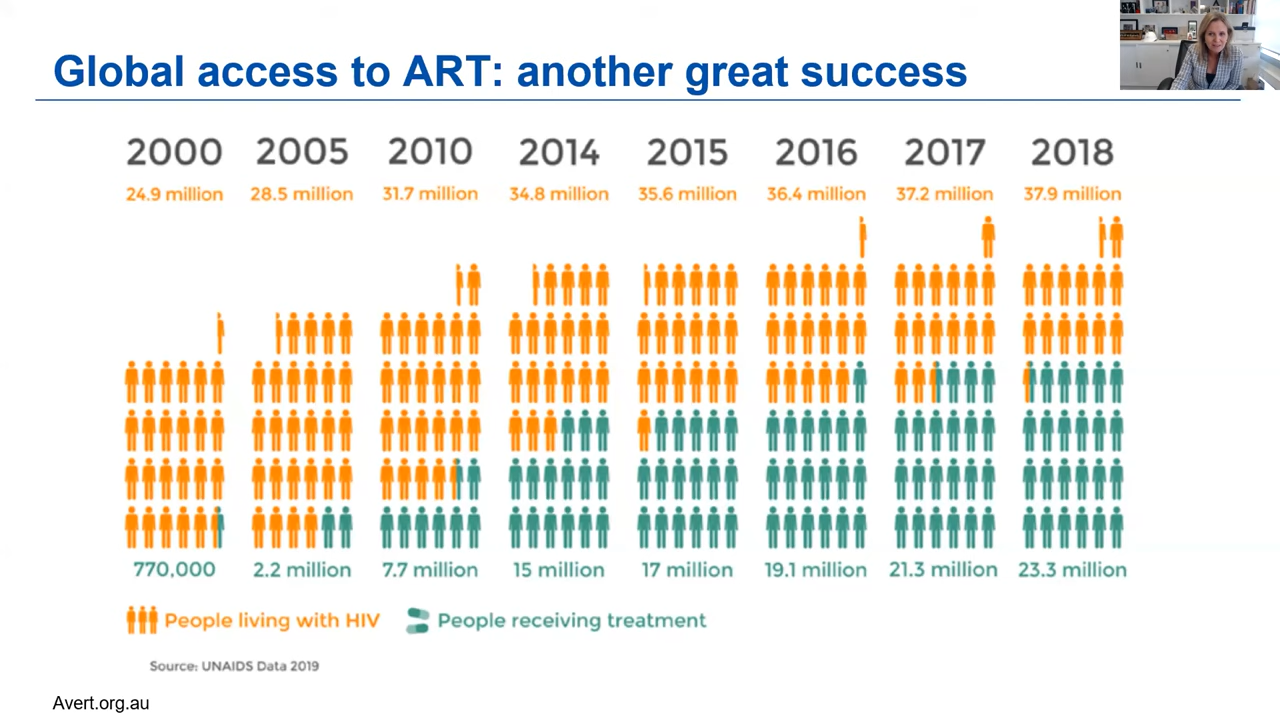 Global access to ART: another great success
2000 2005 2010 2014 2015 2016 2017 2018
24.9 million 28.5 million 31.7 million 34.8 million 35.6 million 36.4 million 37.2 million 37.9 million
770,000 2.2 million 7.7 million 15 million 17 million 19.1 million 21.3 million 23.3 million
People living with HIV People receiving treatment
Source: UNAIDS Data 2019
Avert.org.au